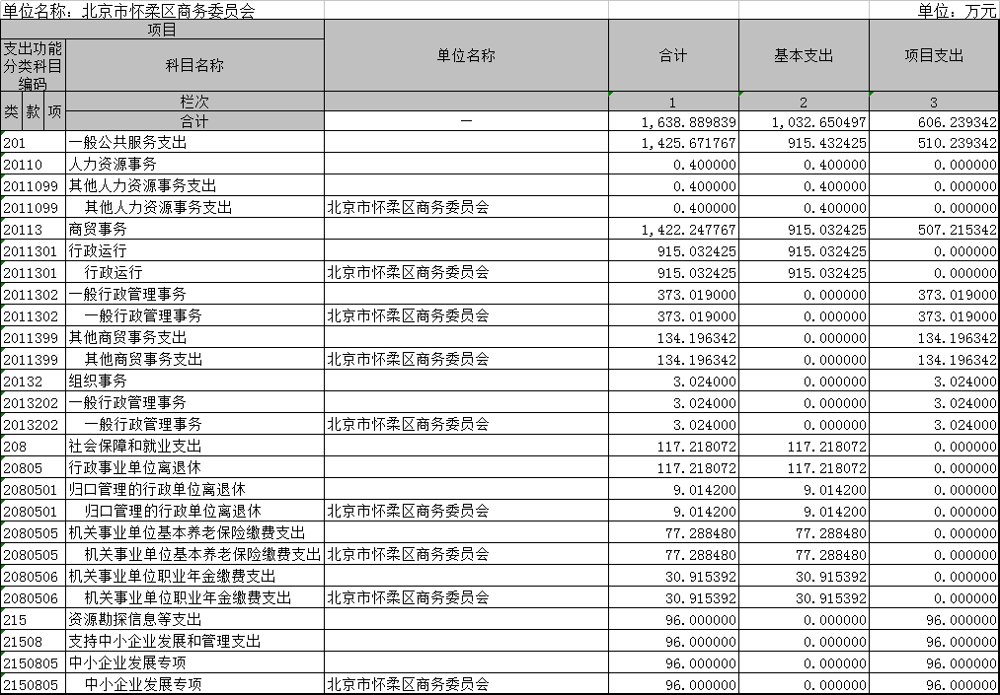 单位名称：北京市怀柔区商务委员会 单位：万元
项目 单位名称 合计 基本支出 项目支出
支出功能分类科目编码 科目名称
类 款 项 栏次 1 2 3
合计 — 1,638.889839 1,032.650497 606.239342
201 一般公共服务支出 1,425.671767 915.432425 510.239342
20110 人力资源事务 0.400000 0.400000 0.000000
2011099 其他人力资源事务支出 0.400000 0.400000 0.000000
2011099 其他人力资源事务支出 北京市怀柔区商务委员会 0.400000 0.400000 0.000000
20113 商贸事务 1,422.247767 915.032425 507.215342
2011301 行政运行 915.032425 915.032425 0.000000
2011301 行政运行 北京市怀柔区商务委员会 915.032425 915.032425 0.000000
2011302 一般行政管理事务 373.019000 0.000000 373.019000
2011302 一般行政管理事务 北京市怀柔区商务委员会 373.019000 0.000000 373.019000
2011399 其他商贸事务支出 134.196342 0.000000 134.196342
2011399 其他商贸事务支出 北京市怀柔区商务委员会 134.196342 0.000000 134.196342
20132 组织事务 3.024000 0.000000 3.024000
2013202 一般行政管理事务 3.024000 0.000000 3.024000
2013202 一般行政管理事务 北京市怀柔区商务委员会 3.024000 0.000000 3.024000
208 社会保障和就业支出 117.218072 117.218072 0.000000
20805 行政事业单位离退休 117.218072 117.218072 0.000000
2080501 归口管理的行政单位离退休 9.014200 9.014200 0.000000
2080501 归口管理的行政单位离退休 北京市怀柔区商务委员会 9.014200 9.014200 0.000000
2080505 机关事业单位基本养老保险缴费支出 77.288480 77.288480 0.000000
2080505 机关事业单位基本养老保险缴费支出 北京市怀柔区商务委员会 77.288480 77.288480 0.000000
2080506 机关事业单位职业年金缴费支出 30.915392 30.915392 0.000000
2080506 机关事业单位职业年金缴费支出 北京市怀柔区商务委员会 30.915392 30.915392 0.000000
215 资源勘探信息等支出 96.000000 0.000000 96.000000
21508 支持中小企业发展和管理支出 96.000000 0.000000 96.000000
2150805 中小企业发展专项 96.000000 0.000000 96.000000
2150805 中小企业发展专项 北京市怀柔区商务委员会 96.000000 0.000000 96.000000